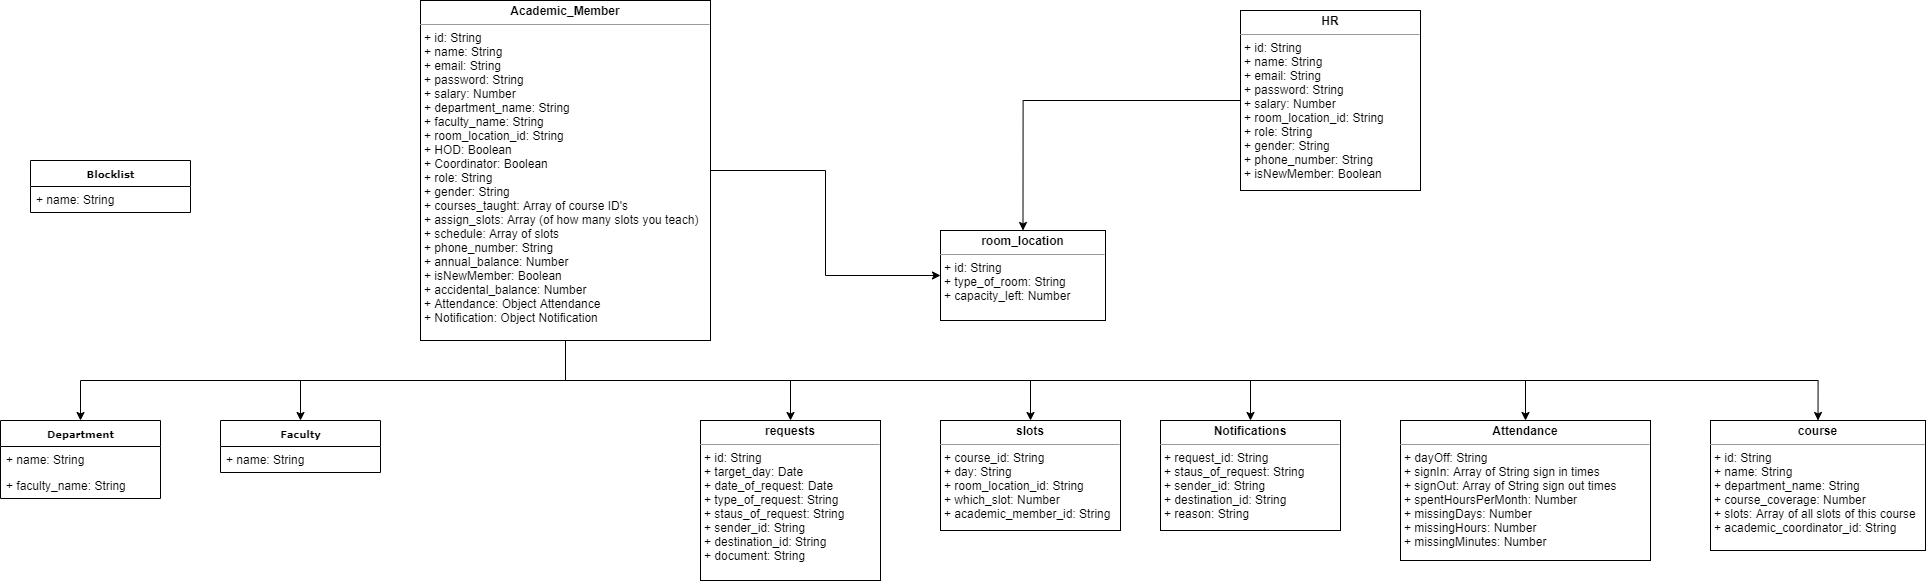 Academic_Member
+ id: String
+ name: String
+ email: String
+ password: String
+ salary: Number
+ department_name: String
+ faculty_name: String
+ room_location_id: String
+ HOD: Boolean
+ Coordinator: Boolean
+ role: String
+ gender: String
+ courses_taught: Array of course ID's
+ assign_slots: Array (of how many slots you teach)
+ schedule: Array of slots
+ phone_number: String
+ annual_balance: Number
+ isNewMember: Boolean
+ accidental_balance: Number
+ Attendance: Object Attendance
+ Notification: Object Notification
HR
+ id: String
+ name: String
+ email: String
+ password: String
+ salary: Number
+ room_location_id: String
+ role: String
+ gender: String
+ phone_number: String
+ isNewMember: Boolean
Blocklist
+ name: String
room_location
+ id: String
+ type_of_room: String
+ capacity_left: Number
Department
+ name: String
+ faculty_name: String
Faculty
+ name: String
requests
+ id: String
+ target_day: Date
+ date_of_request: Date
+ type_of_request: String
+ staus_of_request: String
+ sender_id: String
+ destination_id: String
+ document: String
slots
+ course_id: String
+ day: String
+ room_location_id: String
+ which_slot: Number
+ academic_member_id: String
Notifications
+ request_id: String
+ staus_of_request: String
+ sender_id: String
+ destination_id: String
+ reason: String
Attendance
+ dayOff: String
+ signIn: Array of String sign in times
+ signOut: Array of String sign out times
+ spentHoursPerMonth: Number
+ missingDays: Number
+ missingHours: Number
+ missingMinutes: Number
course
+ id: String
+ name: String
+ department_name: String
+ course_coverage: Number
+ slots: Array of all slots of this course
+ academic_coordinator_id: String